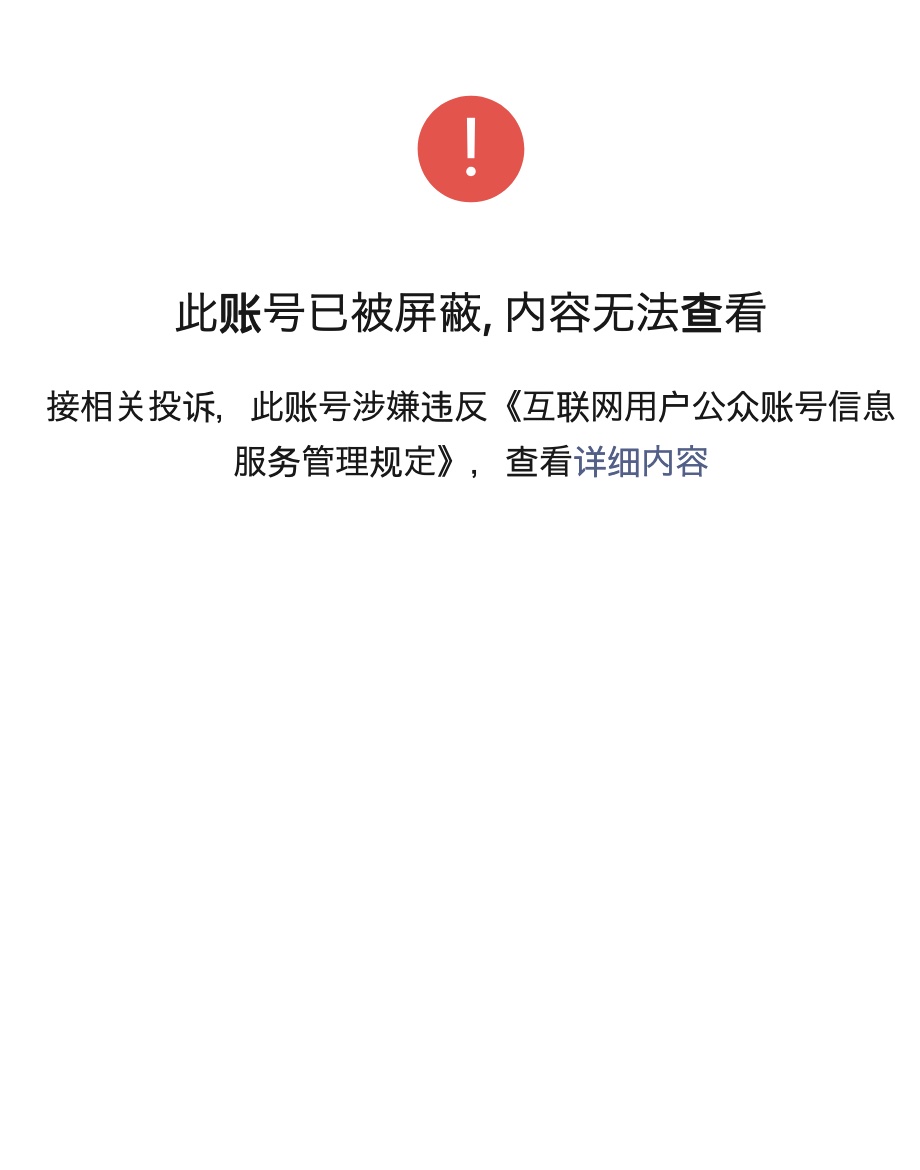 此账号已被屏蔽, 内容无法查看
接相关投诉，此账号涉嫌违反《互联网用户公众账号信息
服务管理规定》，查看详细内容